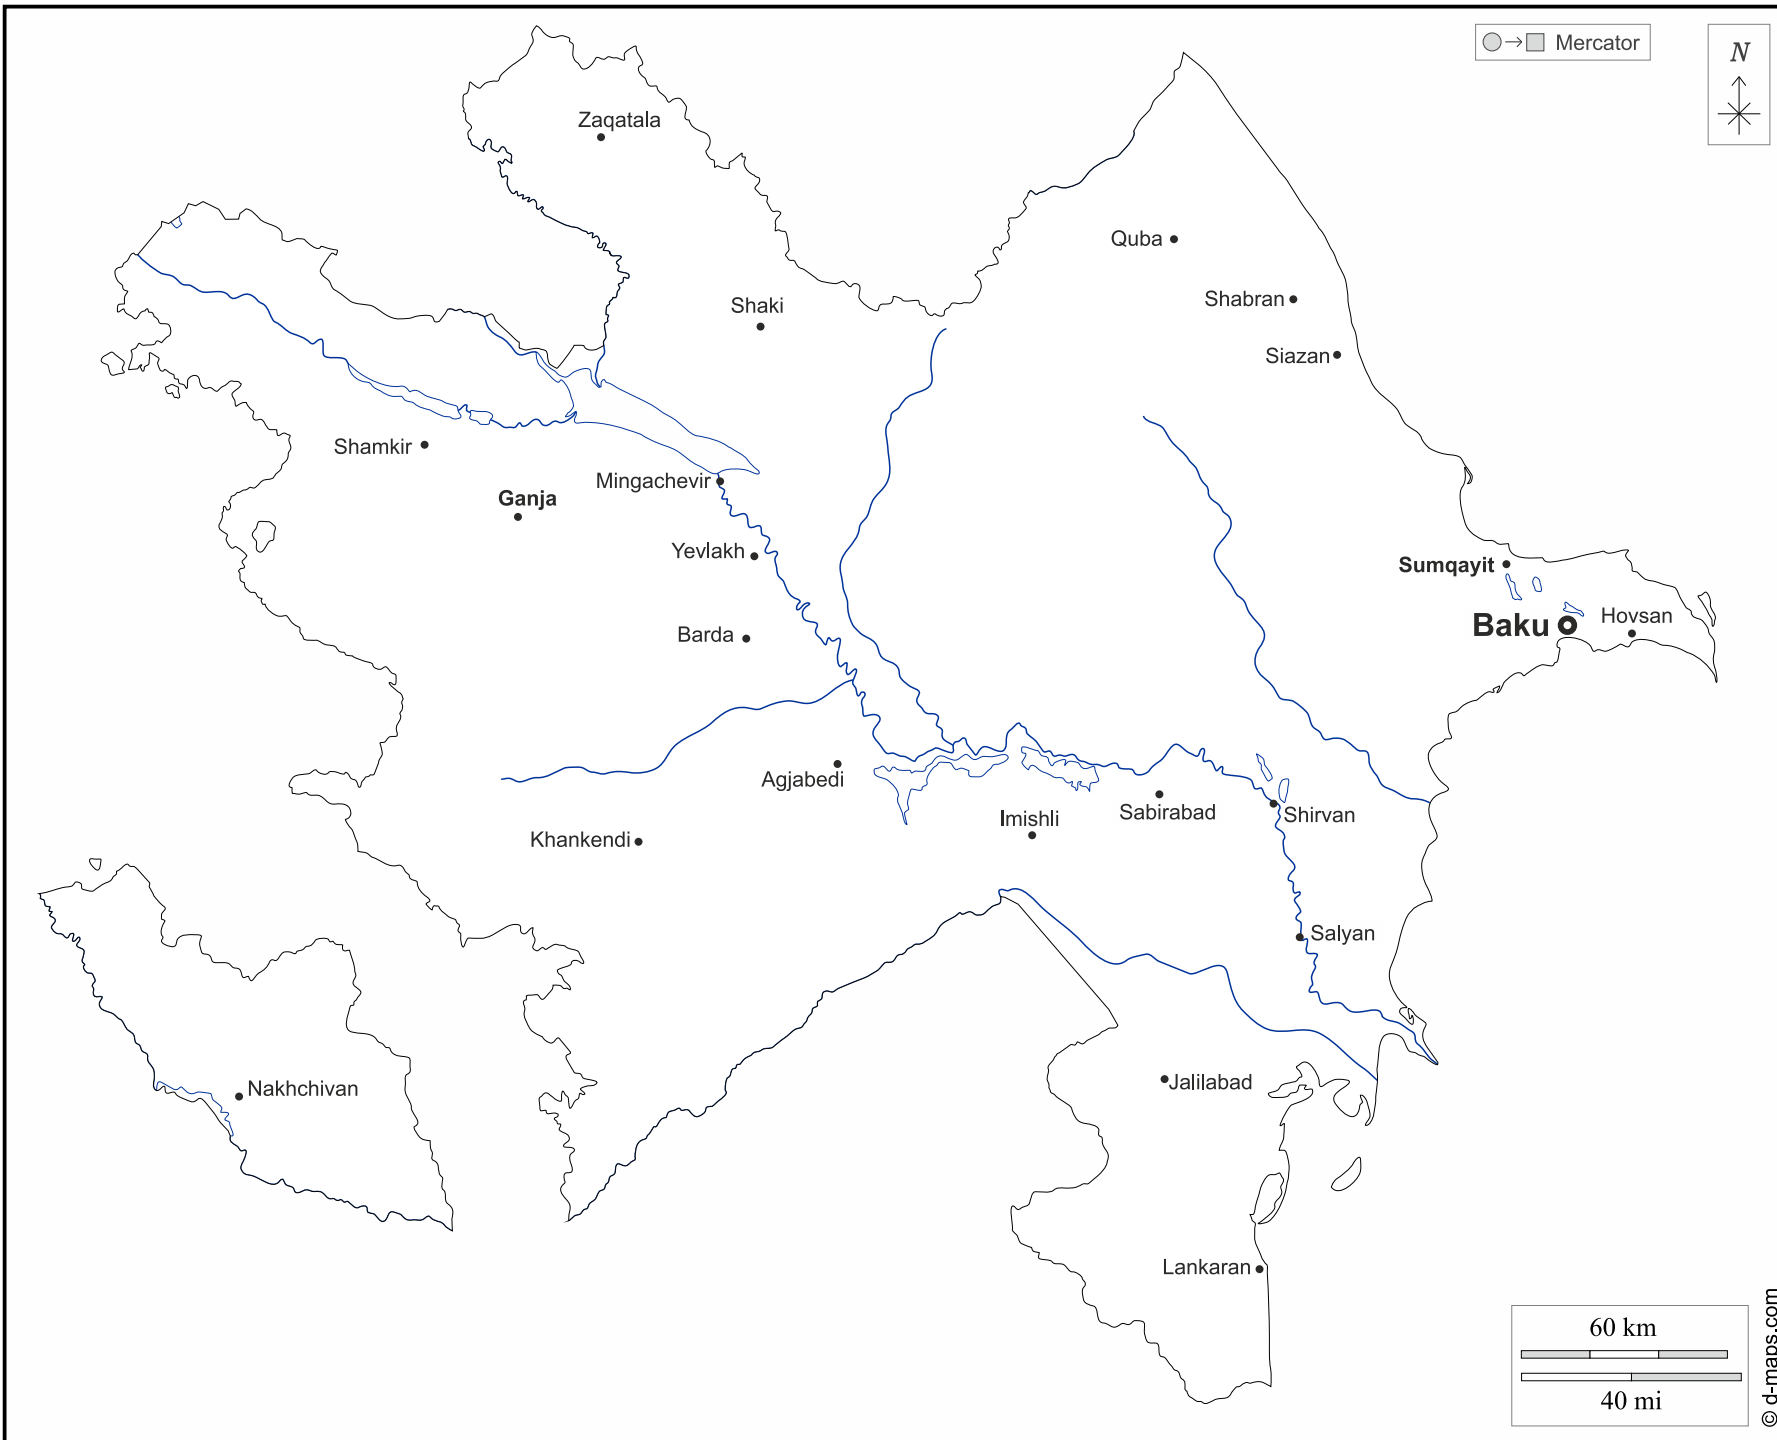 Mercator
N
Zaqatala
Quba
Shabran
Shaki
Siazan
Shamkir
Mingachevir
Ganja
Yevlakh
Sumqayit
Hovsan
Baku
Barda
Agjabedi
Imishli
Sabirabad
Shirvan
Khankendi
Salyan
Jalilabad
Nakhchivan
Lankaran
60 km
40 mi
© d-maps.com